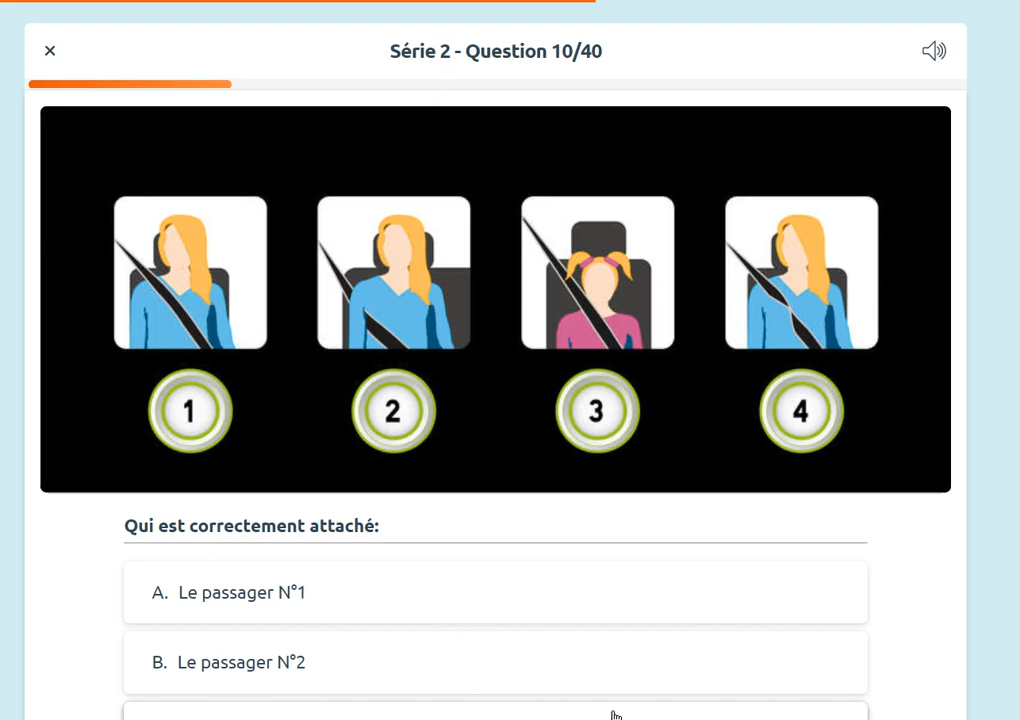 ×
Série 2 - Question 10/40
1
2
3
4
Qui est correctement attaché:
A. Le passager N°1
B. Le passager N°2